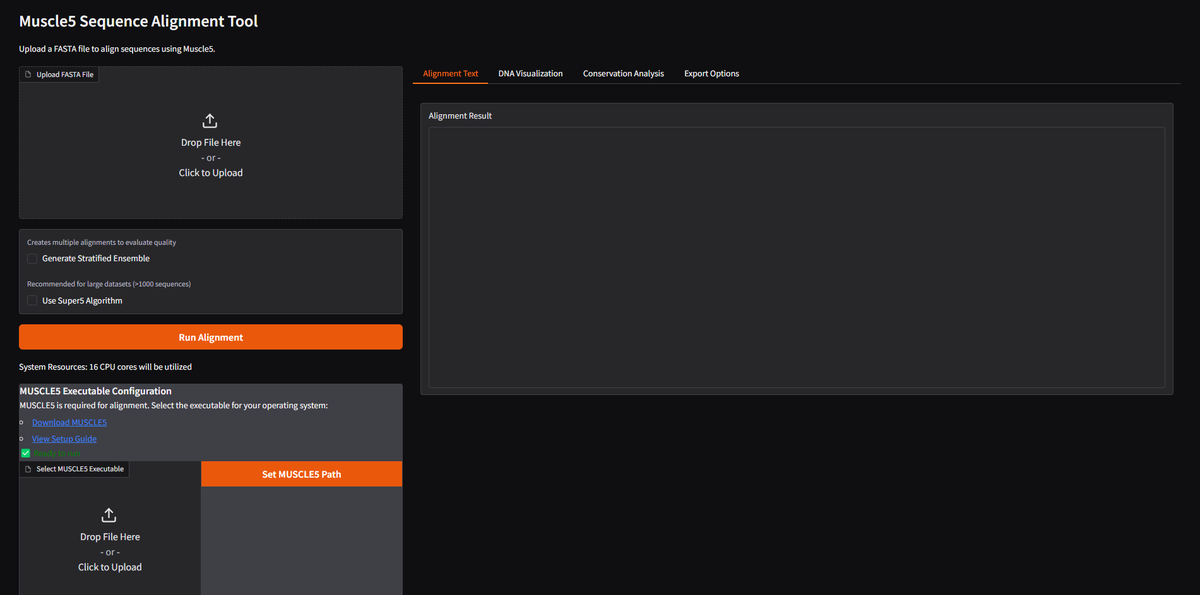 Muscle5 Sequence Alignment Tool
Upload a FASTA file to align sequences using Muscle5.
Upload FASTA File
Drop File Here
- or -
Click to Upload
Creates multiple alignments to evaluate quality
Generate Stratified Ensemble
Recommended for large datasets (>1000 sequences)
Use Super5 Algorithm
Run Alignment
System Resources: 16 CPU cores will be utilized
MUSCLE5 Executable Configuration
MUSCLE5 is required for alignment. Select the executable for your operating system:
Download MUSCLE5
View Setup Guide
Ready to use
Select MUSCLE5 Executable
Drop File Here
- or -
Click to Upload
Set MUSCLE5 Path
Alignment Text DNA Visualization Conservation Analysis Export Options
Alignment Result